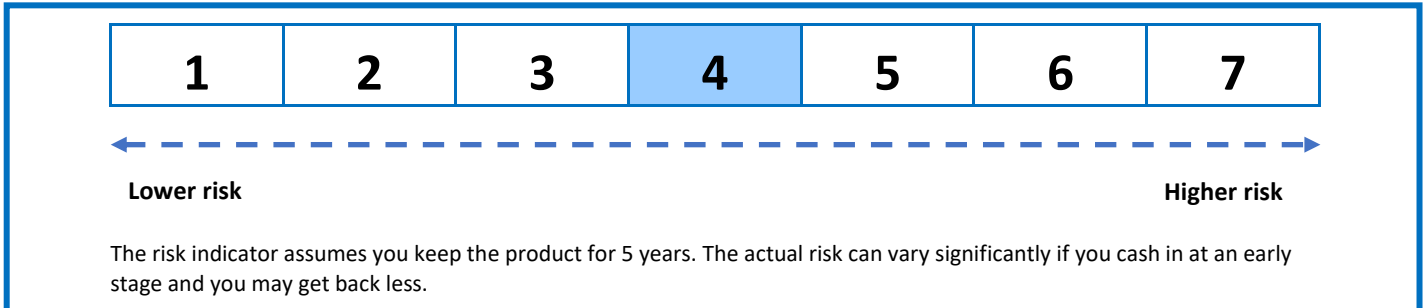 1 2 3 4 5 6 7
Lower risk Higher risk
The risk indicator assumes you keep the product for 5 years. The actual risk can vary significantly if you cash in at an early
stage and you may get back less.